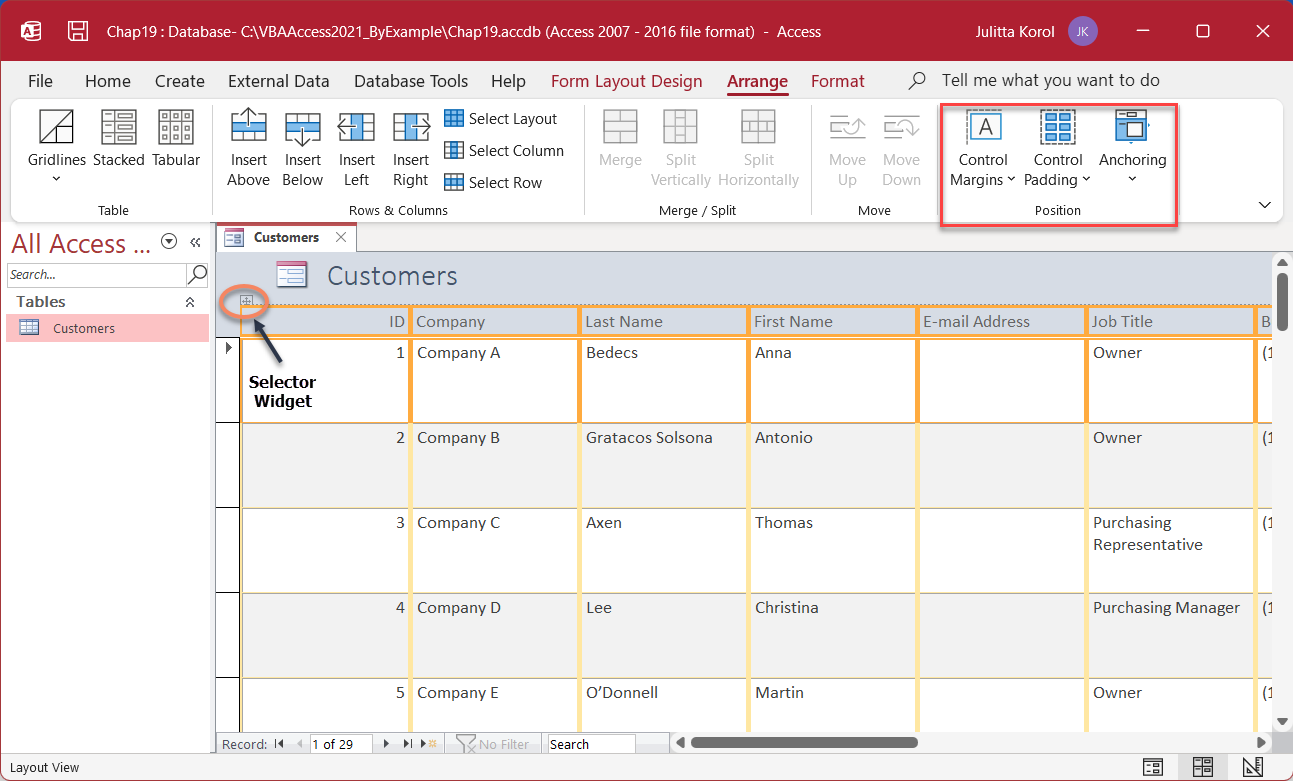 Chap19 : Database- C:\VBAAccess2021_ByExample\Chap19.accdb (Access 2007 - 2016 file format) - Access
Julitta Korol
JK
File Home Create External Data Database Tools Help Form Layout Design Arrange Format Tell me what you want to do
Gridlines Stacked Tabular
Table
Insert Above
Insert Below
Insert Left
Insert Right
Select Layout
Select Column
Select Row
Rows & Columns
Merge
Split Vertically
Split Horizontally
Merge / Split
Move Up
Move Down
Move
A
Control Margins
Control Padding
Anchoring
Position
All Access ...
Search...
Tables
Customers
Customers
Customers
ID Company Last Name First Name E-mail Address Job Title B
1 Company A Bedecs Anna Owner (1
Selector
Widget
2 Company B Gratacos Solsona Antonio Owner (1
3 Company C Axen Thomas Purchasing Representative (1
4 Company D Lee Christina Purchasing Manager (1
5 Company E O’Donnell Martin Owner (1
Record: 1 of 29 No Filter Search
Layout View